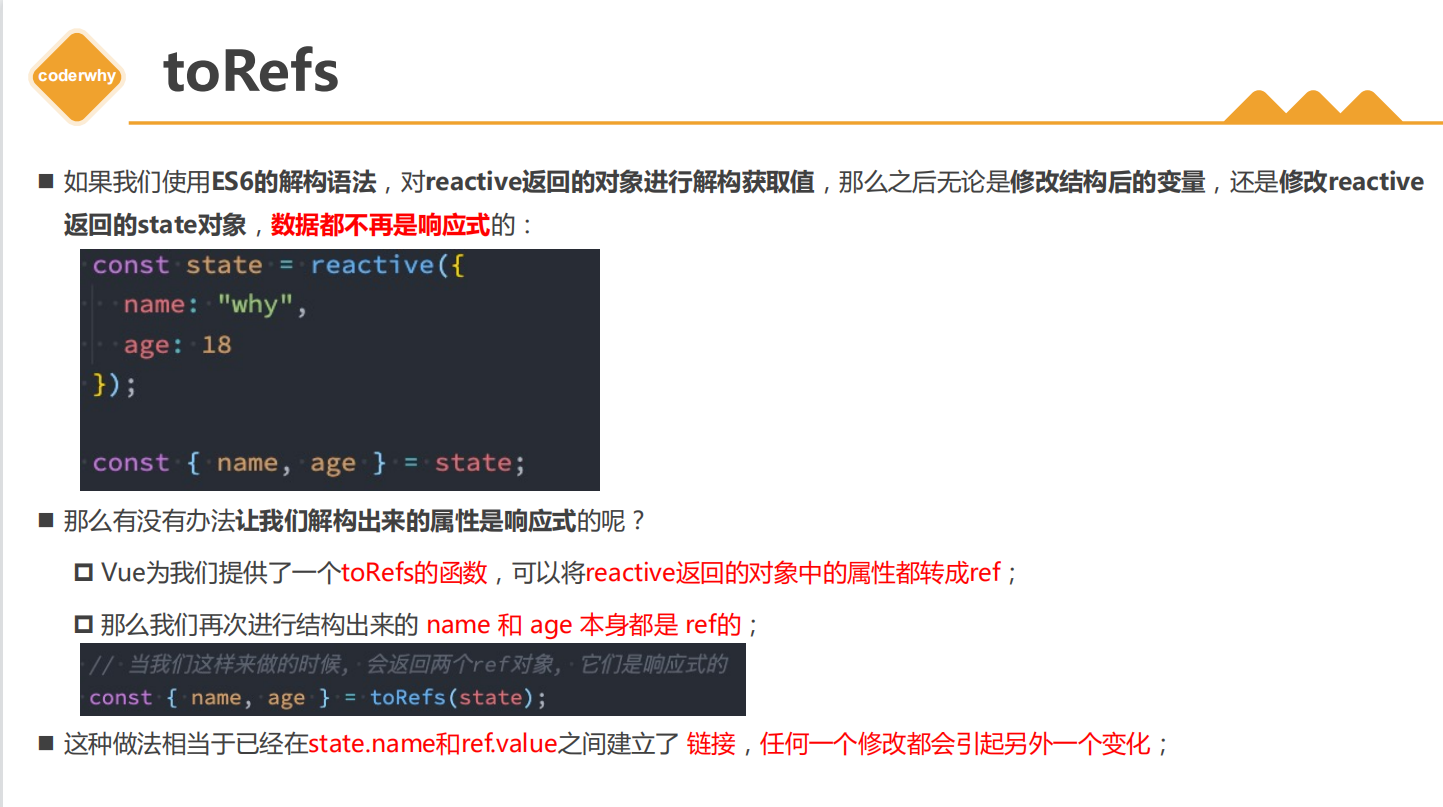 coderwhy
toRefs
■ 如果我们使用ES6的解构语法，对reactive返回的对象进行解构获取值，那么之后无论是修改结构后的变量，还是修改reactive
返回的state对象，数据都不再是响应式的：
const state = reactive({
name: "why",
age: 18
});
const { name, age } = state;
■ 那么有没有办法让我们解构出来的属性是响应式的呢？
Vue为我们提供了一个toRefs的函数，可以将reactive返回的对象中的属性都转成ref；
那么我们再次进行结构出来的 name 和 age 本身都是 ref的；
// 当我们这样来做的时候, 会返回两个ref对象, 它们是响应式的
const { name, age } = toRefs(state);
■ 这种做法相当于已经在state.name和ref.value之间建立了 链接，任何一个修改都会引起另外一个变化；